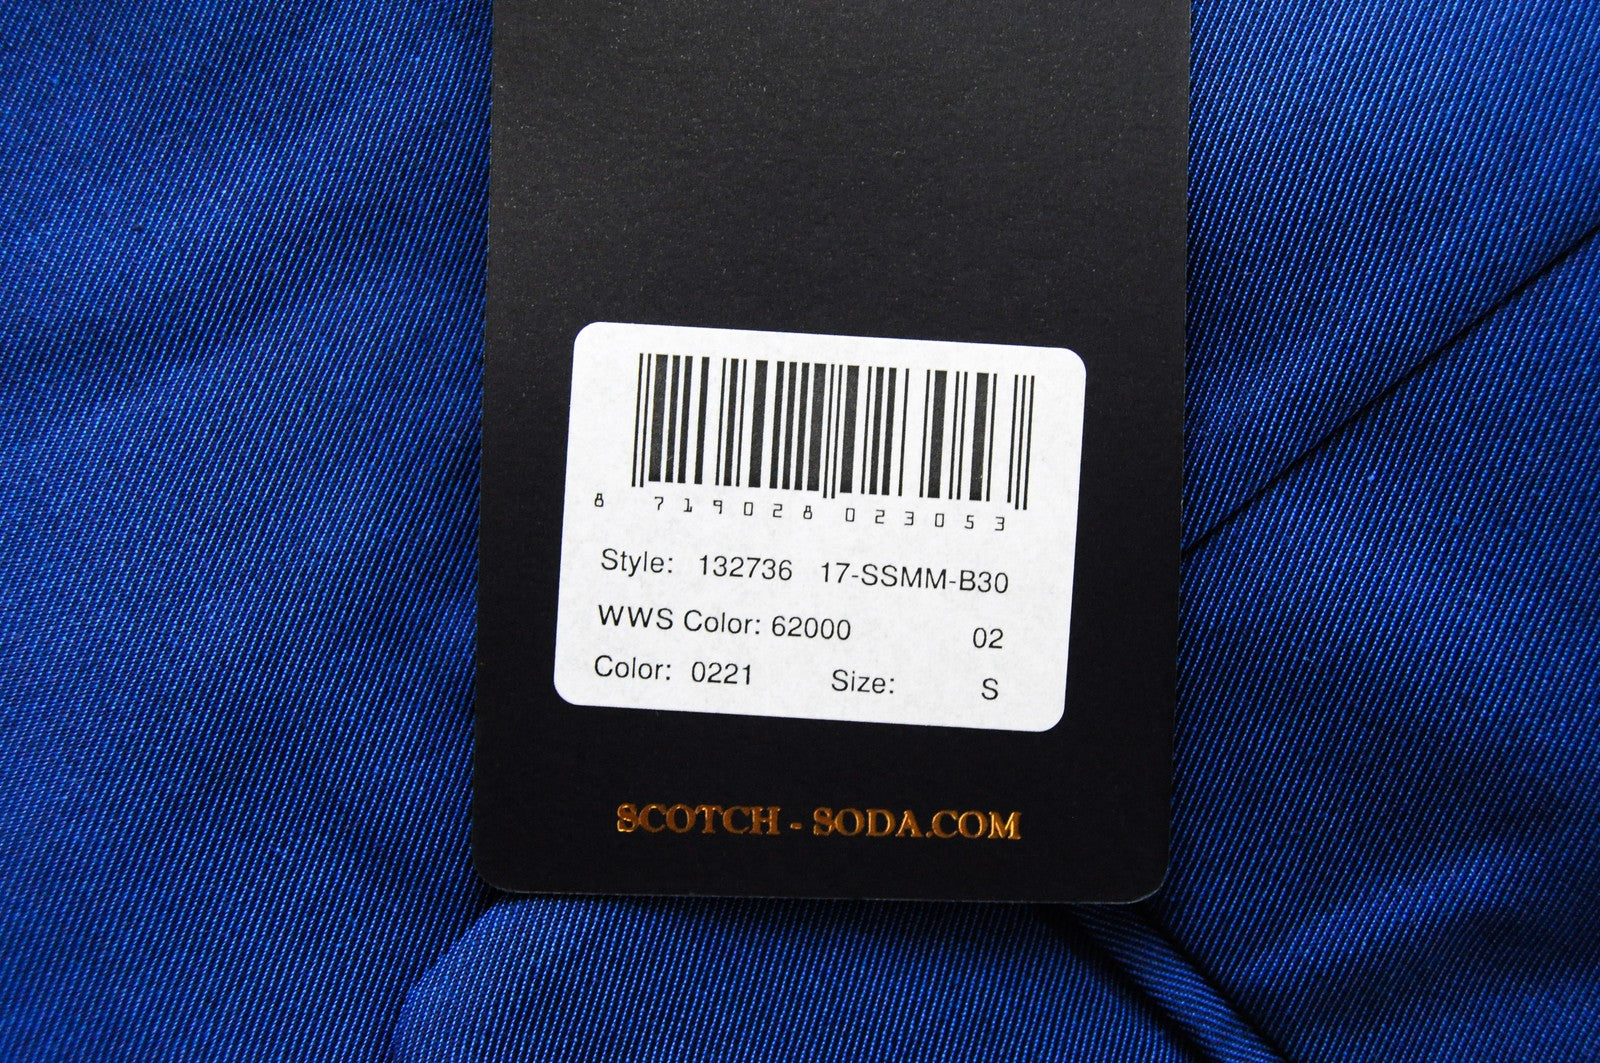 8 719028 023053
Style: 132736 17-SSMM-B30
WWS Color: 62000 02
Color: 0221 Size: S
SCOTCH - SODA.COM